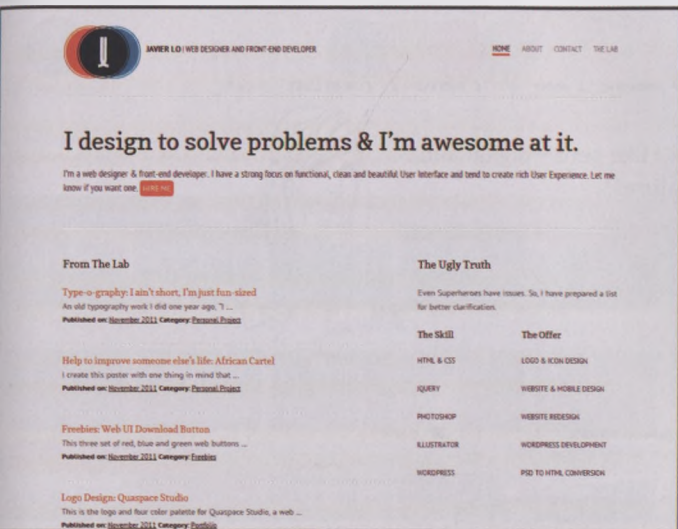 JAVIER LO | WEB DESIGNER AND FRONT-END DEVELOPER
HOME ABOUT CONTACT THE LAB
I design to solve problems & I'm awesome at it.
I'm a web designer & front-end developer. I have a strong focus on functional, clean and beautiful User Interface and tend to create rich User Experience. Let me
know if you want one. HIRE ME
From The Lab
Type-o-graphy: I ain't short, I'm just fun-sized
An old typography work I did one year ago, "I ...
Published on: November 2011 Category: Personal Project
Help to improve someone else's life: African Cartel
I create this poster with one thing in mind that ...
Published on: November 2011 Category: Personal Project
Freebies: Web UI Download Button
This three set of red, blue and green web buttons ...
Published on: November 2011 Category: Freebies
Logo Design: Quaspace Studio
This is the logo and four color palette for Quaspace Studio, a web ...
Published on: November 2011 Category: Portfolio
The Ugly Truth
Even Superheroes have issues. So, I have prepared a list
for better clarification.
The Skill
HTML & CSS
JQUERY
PHOTOSHOP
ILLUSTRATOR
WORDPRESS
The Offer
LOGO & ICON DESIGN
WEBSITE & MOBILE DESIGN
WEBSITE REDESIGN
WORDPRESS DEVELOPMENT
PSD TO HTML CONVERSION